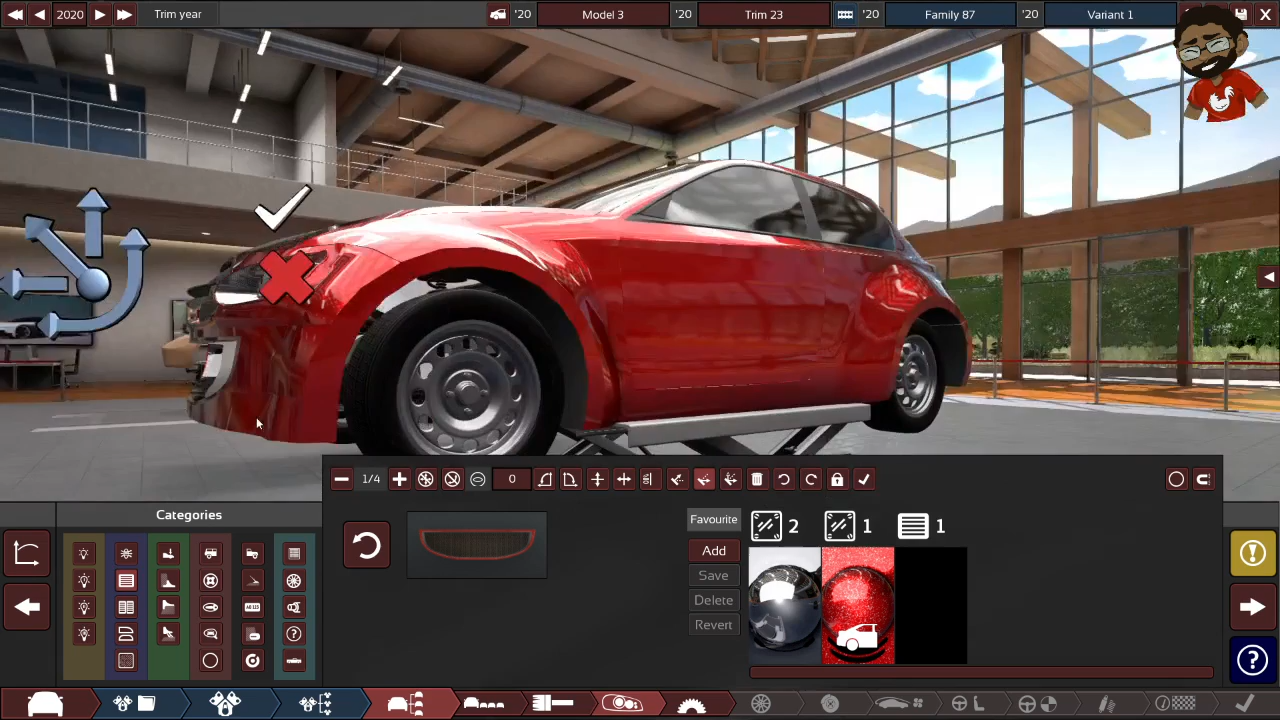 2020 Trim year '20 Model 3 '20 Trim 23 '20 Family 87 '20 Variant 1
1/4 0
Categories
Favourite 2 1 1
Add
Save
Delete
Revert